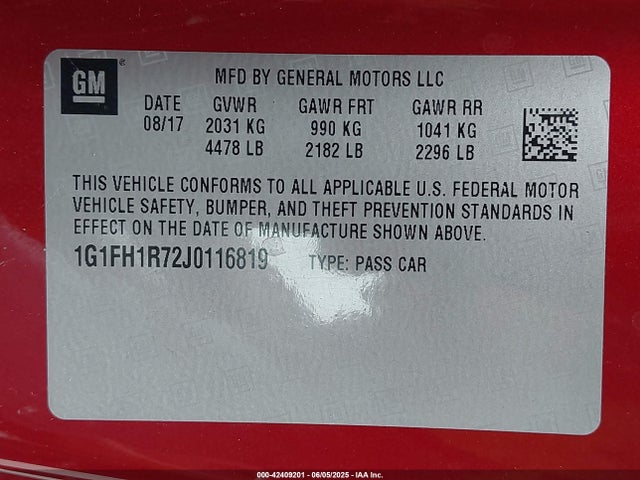 GM ®
MFD BY GENERAL MOTORS LLC
DATE GVWR GAWR FRT GAWR RR
08/17 2031 KG 990 KG 1041 KG
4478 LB 2182 LB 2296 LB
THIS VEHICLE CONFORMS TO ALL APPLICABLE U.S. FEDERAL MOTOR
VEHICLE SAFETY, BUMPER, AND THEFT PREVENTION STANDARDS IN
EFFECT ON THE DATE OF MANUFACTURE SHOWN ABOVE.
1G1FH1R72J0116819 TYPE: PASS CAR
000-42409201 - 06/05/2025 - IAA Inc.